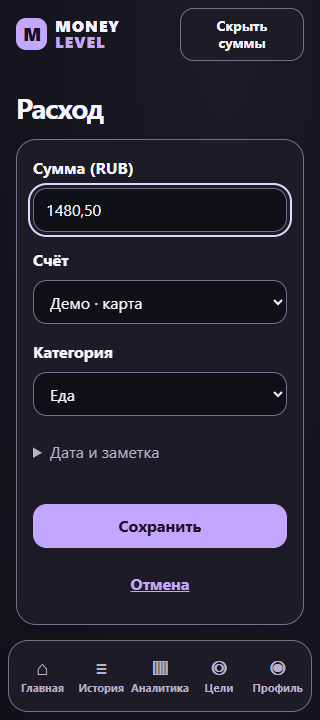 M MONEY
LEVEL
Скрыть
суммы
Расход
Сумма (RUB)
1480,50
Счёт
Демо · карта
Категория
Еда
Дата и заметка
Сохранить
Отмена
Главная История Аналитика Цели Профиль